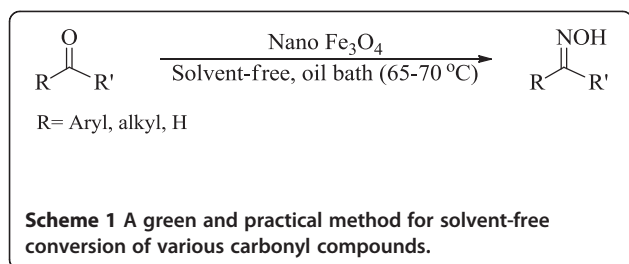 O
NOH
Nano Fe₃O₄
Solvent-free, oil bath (65-70 °C)
R R' R R'
R= Aryl, alkyl, H
Scheme 1 A green and practical method for solvent-free
conversion of various carbonyl compounds.